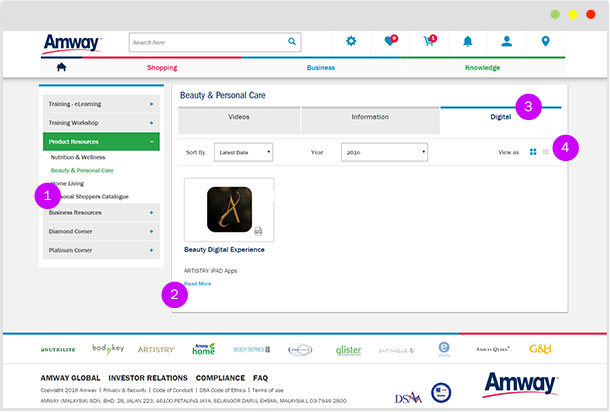 Amway
Search here
0
1
Shopping
Business
Knowledge
Training - eLearning +
Training Workshop +
Product Resources -
Nutrition & Wellness
Beauty & Personal Care
Home Living
sonal Shoppers Catalogue
Business Resources +
Diamond Corner +
Platinum Corner +
1
Beauty & Personal Care
Videos
Information
Digital
3
Sort By
Latest Date
Year
2016
View as
4
A
Beauty Digital Experience
ARTISTRY IPAD Apps
Read More
2
NUTRILITE
bodykey
ARTISTRY
Amway home
BODY SERIES
glister
SATINIQUE
AMWAY QUEEN
G&H
AMWAY GLOBAL INVESTOR RELATIONS COMPLIANCE FAQ
Copyright 2016 Amway | Privacy & Security | Code of Conduct | DSA Code of Ethics | Terms of use
AMWAY (MALAYSIA) SDN. BHD. 28, JALAN 223, 46100 PETALING JAYA, SELANGOR DARUL EHSAN, MALAYSIA L 03-7946 2800
DSA
Amway